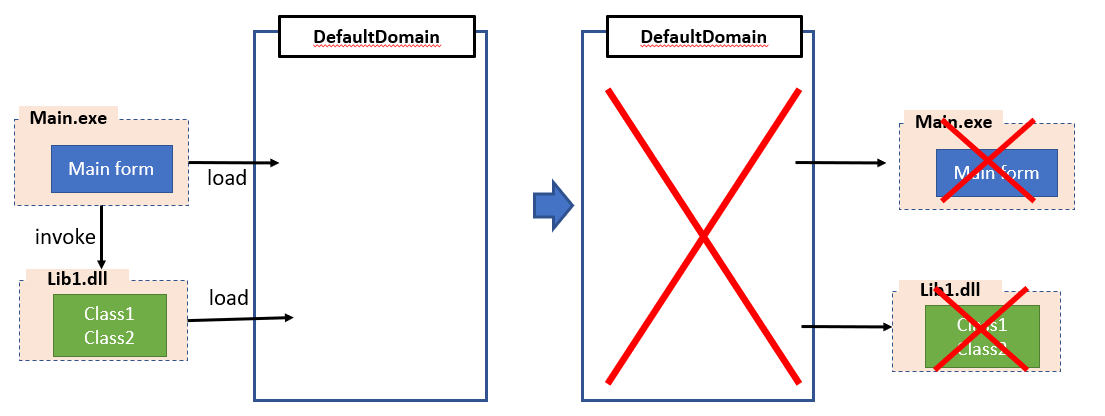 DefaultDomain
DefaultDomain
Main.exe
Main form
load
invoke
Lib1.dll
Class1
Class2
load
Main.exe
Main form
Lib1.dll
Class1
Class2